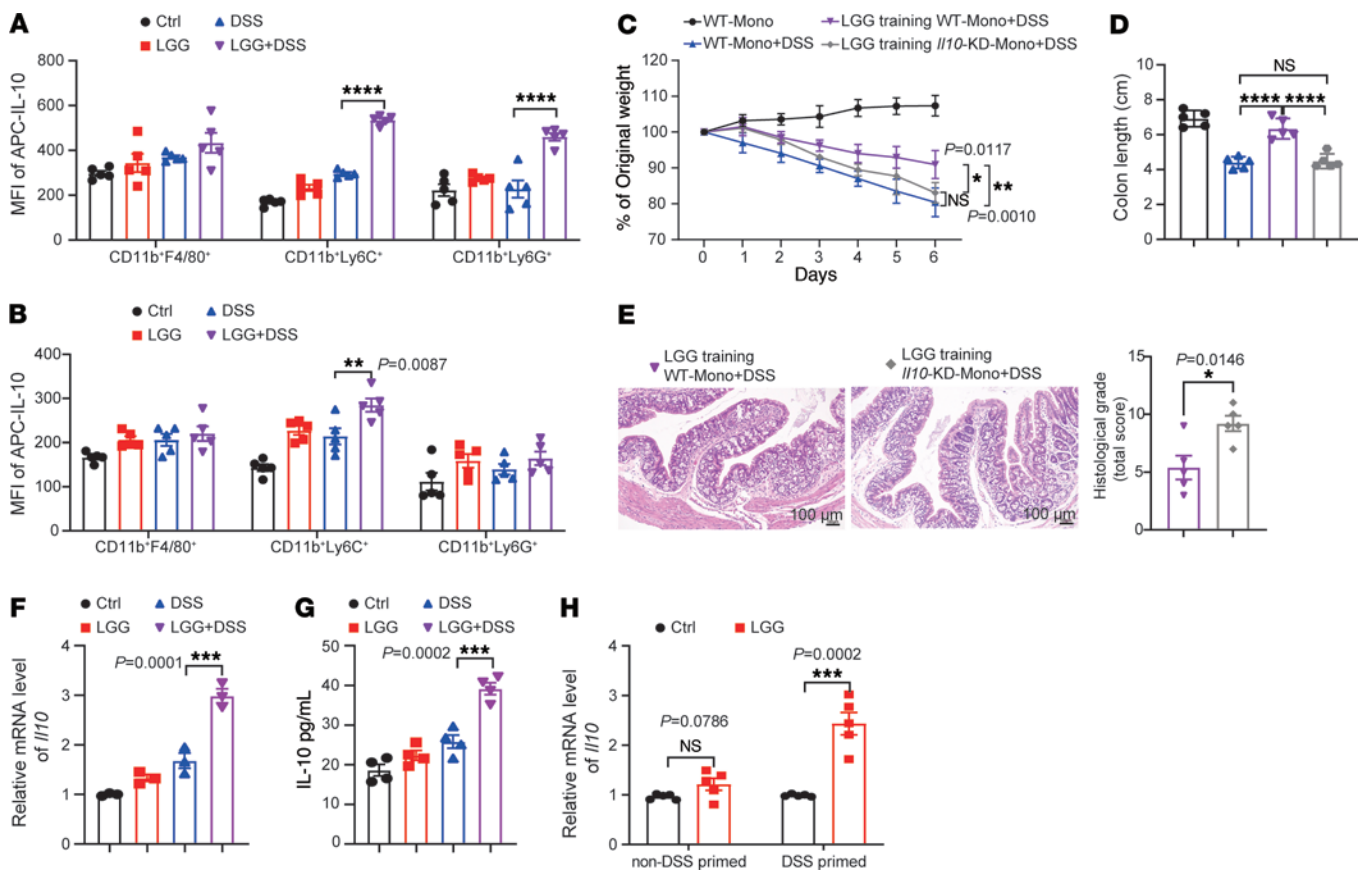 A
Ctrl
DSS
LGG
LGG+DSS
MFI of APC-IL-10
800
600
400
200
0
****
****
CD11b⁺F4/80⁺
CD11b⁺Ly6C⁺
CD11b⁺Ly6G⁺
B
Ctrl
DSS
LGG
LGG+DSS
MFI of APC-IL-10
400
300
200
100
0
**
P=0.0087
CD11b⁺F4/80⁺
CD11b⁺Ly6C⁺
CD11b⁺Ly6G⁺
C
WT-Mono
LGG training WT-Mono+DSS
WT-Mono+DSS
LGG training Il10-KD-Mono+DSS
% of Original weight
120
110
100
90
80
70
P=0.0117
*
**
NS
P=0.0010
0 1 2 3 4 5 6
Days
D
Colon length (cm)
8
6
4
2
0
NS
**** ****
E
LGG training
WT-Mono+DSS
LGG training
Il10-KD-Mono+DSS
100 µm
100 µm
Histological grade
(total score)
15
10
5
0
P=0.0146
*
F
Ctrl
DSS
LGG
LGG+DSS
Relative mRNA level
of Il10
4
3
2
1
0
P=0.0001
***
G
Ctrl
DSS
LGG
LGG+DSS
IL-10 pg/mL
50
40
30
20
10
0
P=0.0002
***
H
Ctrl
LGG
Relative mRNA level
of Il10
4
3
2
1
0
P=0.0786
NS
P=0.0002
***
non-DSS primed
DSS primed